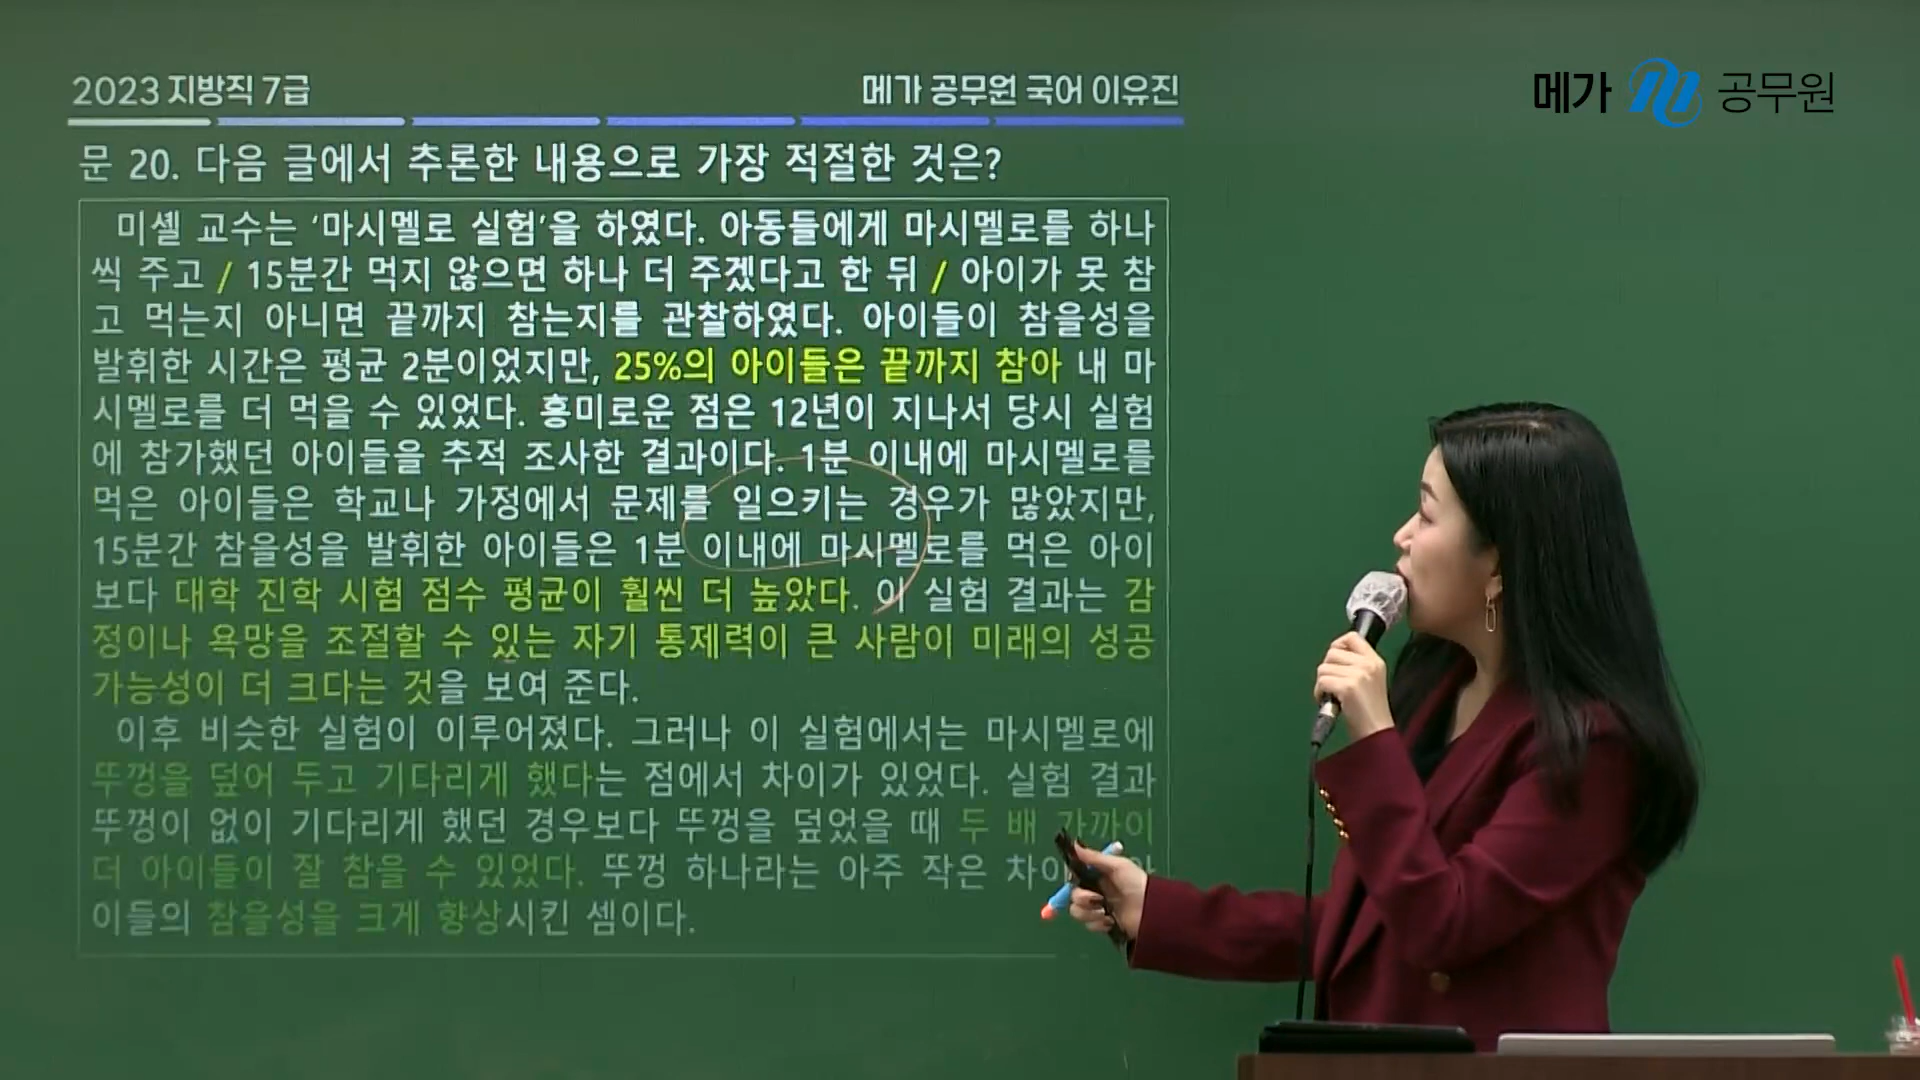 2023 지방직 7급
메가 공무원 국어 이유진
메가 공무원
문 20. 다음 글에서 추론한 내용으로 가장 적절한 것은?
미셸 교수는 ‘마시멜로 실험’을 하였다. 아동들에게 마시멜로를 하나
씩 주고 / 15분간 먹지 않으면 하나 더 주겠다고 한 뒤 / 아이가 못 참
고 먹는지 아니면 끝까지 참는지를 관찰하였다. 아이들이 참을성을
발휘한 시간은 평균 2분이었지만, 25%의 아이들은 끝까지 참아 내 마
시멜로를 더 먹을 수 있었다. 흥미로운 점은 12년이 지나서 당시 실험
에 참가했던 아이들을 추적 조사한 결과이다. 1분 이내에 마시멜로를
먹은 아이들은 학교나 가정에서 문제를 일으키는 경우가 많았지만,
15분간 참을성을 발휘한 아이들은 1분 이내에 마시멜로를 먹은 아이
보다 대학 진학 시험 점수 평균이 훨씬 더 높았다. 이 실험 결과는 감
정이나 욕망을 조절할 수 있는 자기 통제력이 큰 사람이 미래의 성공
가능성이 더 크다는 것을 보여 준다.
이후 비슷한 실험이 이루어졌다. 그러나 이 실험에서는 마시멜로에
뚜껑을 덮어 두고 기다리게 했다는 점에서 차이가 있었다. 실험 결과
뚜껑이 없이 기다리게 했던 경우보다 뚜껑을 덮었을 때 두 배 가까이
더 아이들이 잘 참을 수 있었다. 뚜껑 하나라는 아주 작은
이들의 참을성을 크게 향상시킨 셈이다.